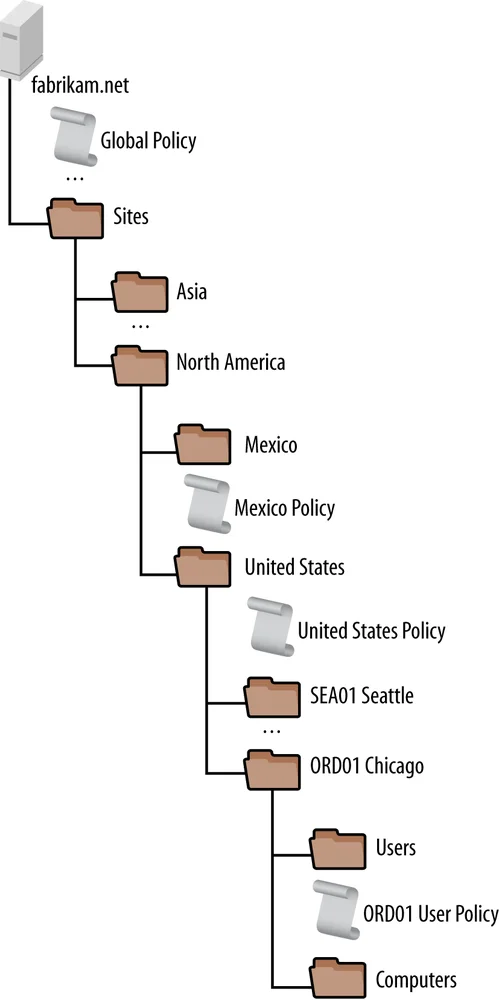 fabrikam.net
Global Policy
...
Sites
Asia
...
North America
Mexico
Mexico Policy
United States
United States Policy
SEA01 Seattle
...
ORD01 Chicago
Users
ORD01 User Policy
Computers